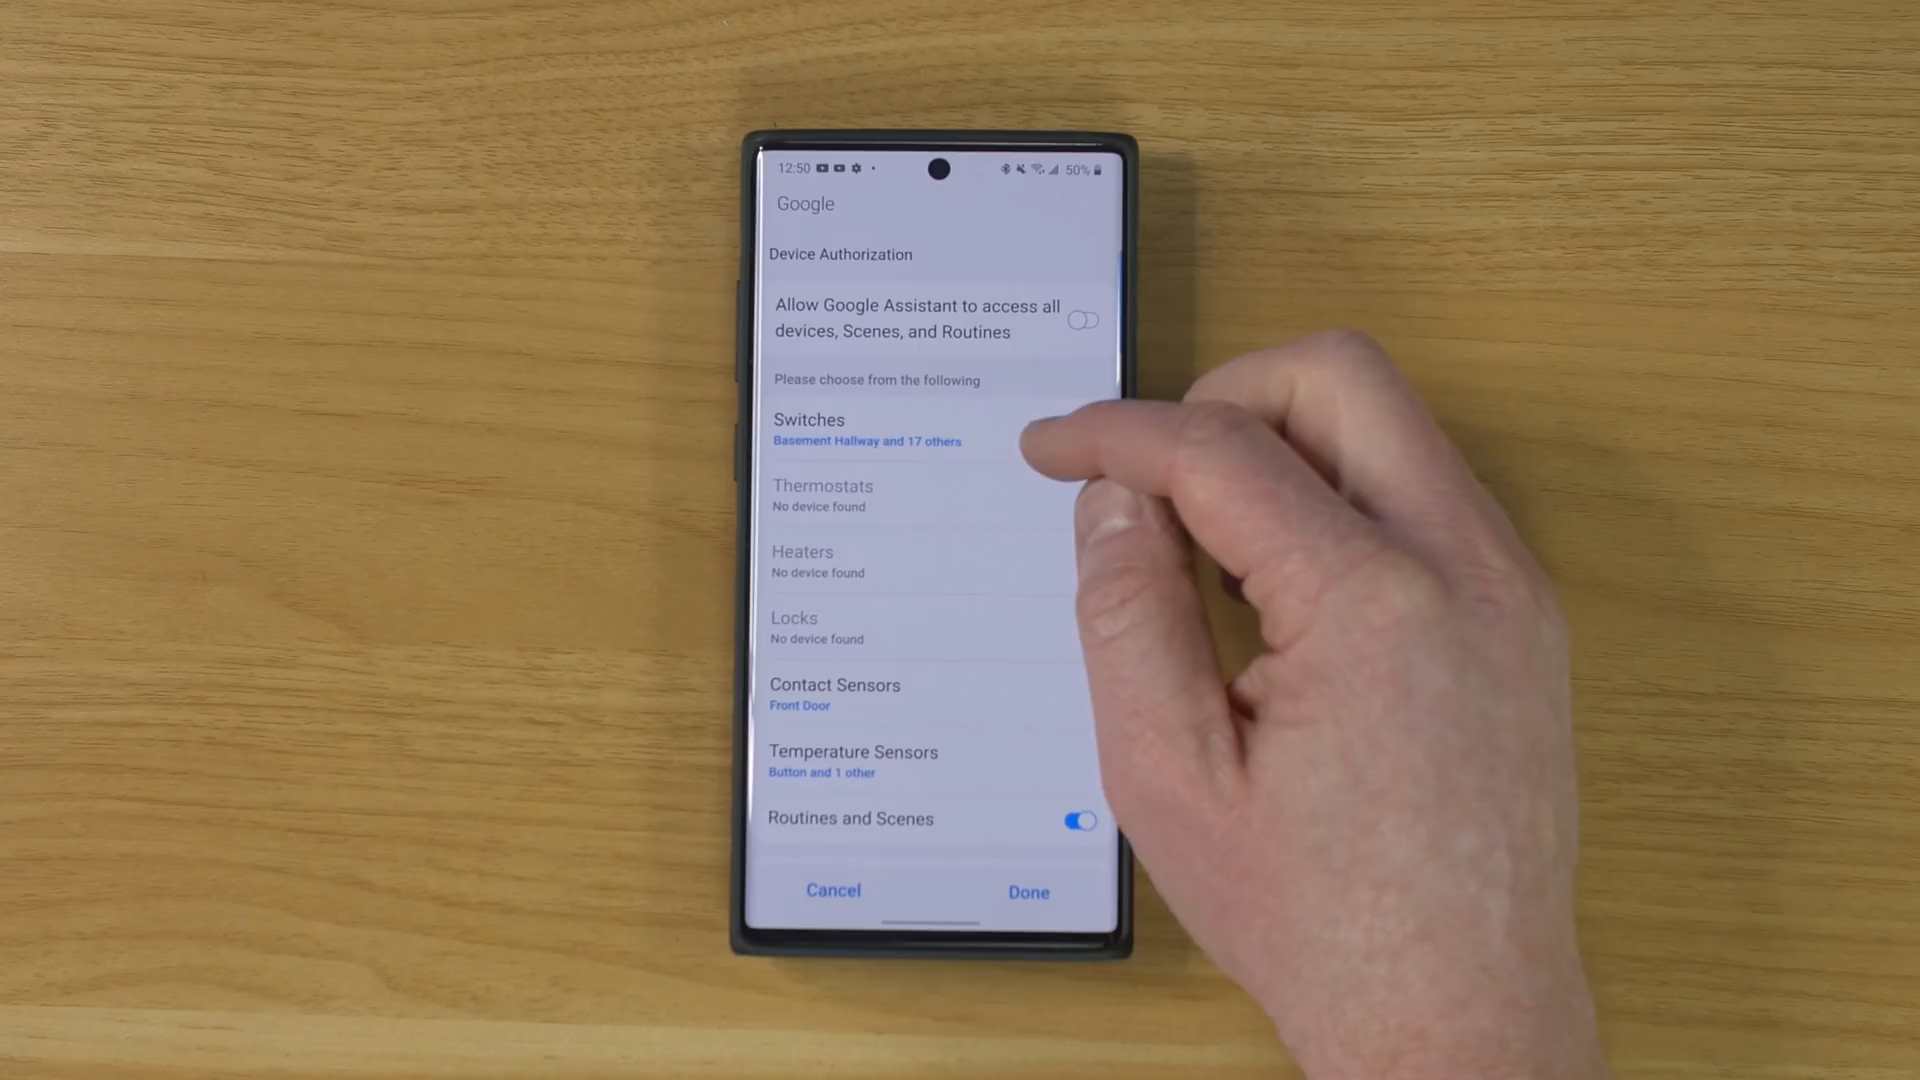 12:50
50%
Google
Device Authorization
Allow Google Assistant to access all
devices, Scenes, and Routines
Please choose from the following
Switches
Basement Hallway and 17 others
Thermostats
No device found
Heaters
No device found
Locks
No device found
Contact Sensors
Front Door
Temperature Sensors
Button and 1 other
Routines and Scenes
Cancel
Done